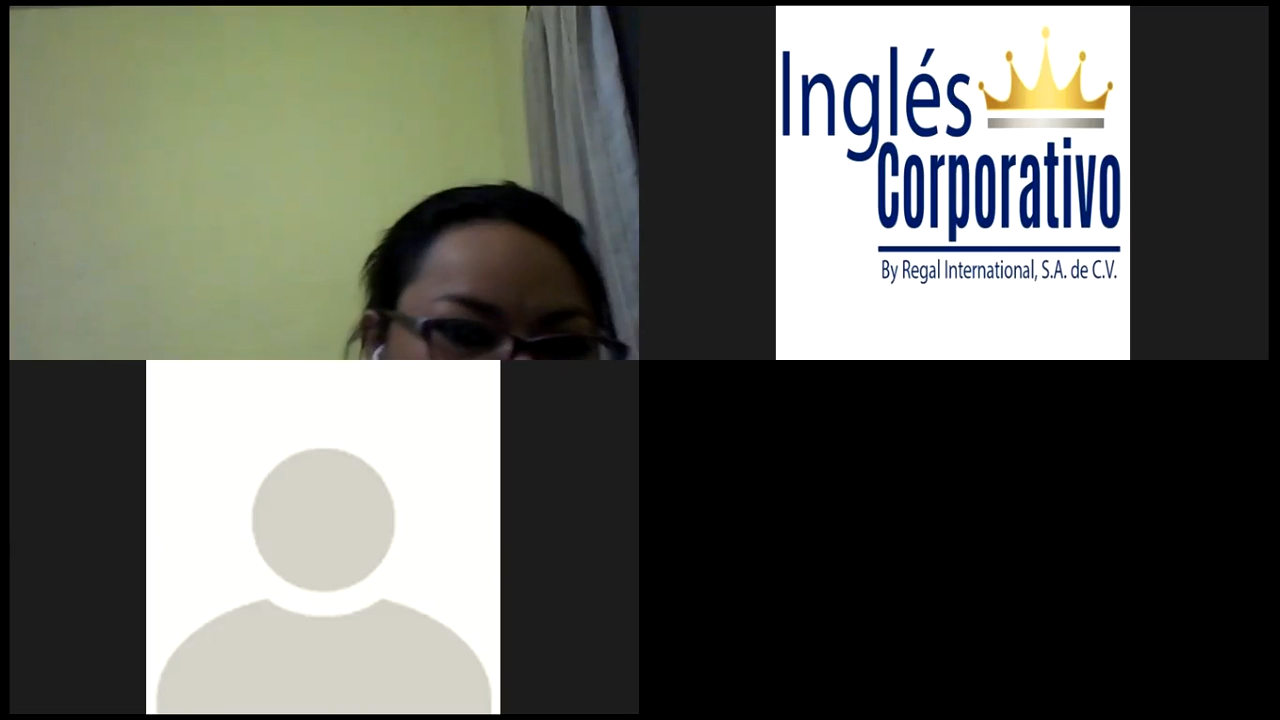 Inglés
Corporativo
By Regal International, S.A. de C.V.